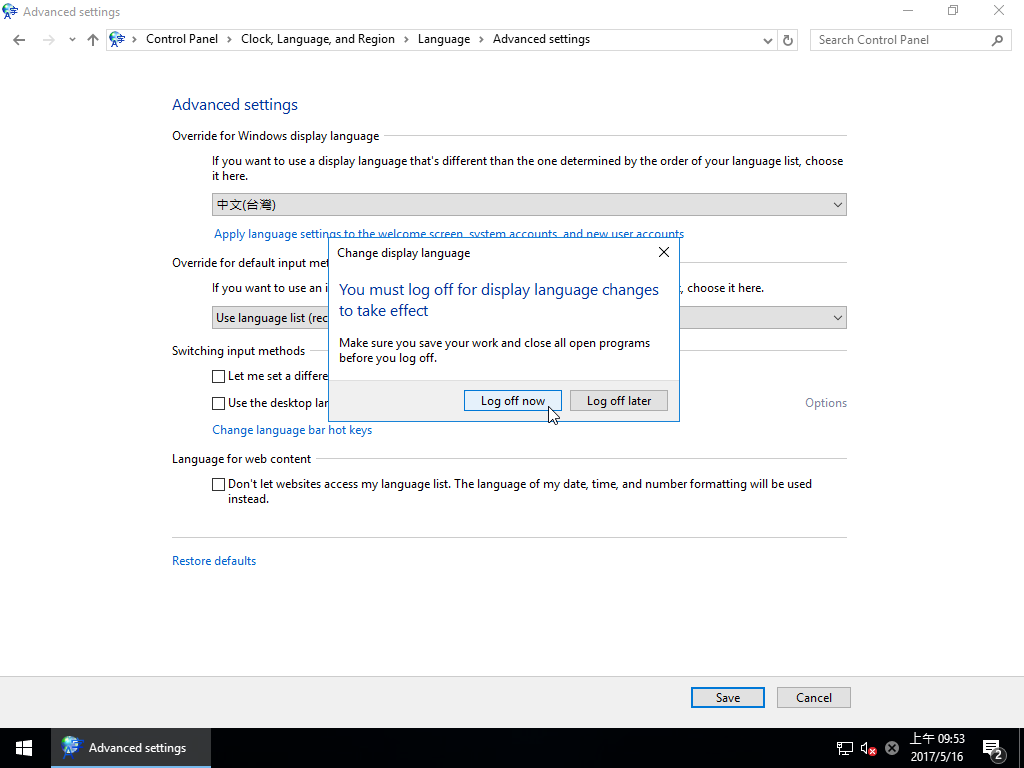 Advanced settings
Control Panel > Clock, Language, and Region > Language > Advanced settings
Search Control Panel
Advanced settings
Override for Windows display language
If you want to use a display language that's different than the one determined by the order of your language list, choose
it here.
中文(台灣)
Apply language settings to the welcome screen, system accounts, and new user accounts
Change display language
Override for default input met
You must log off for display language changes
to take effect
If you want to use an i
, choose it here.
Use language list (rec
Make sure you save your work and close all open programs
before you log off.
Switching input methods
Let me set a differe
Log off now
Log off later
Use the desktop lan
Options
Change language bar hot keys
Language for web content
Don't let websites access my language list. The language of my date, time, and number formatting will be used
instead.
Restore defaults
Save
Cancel
Advanced settings
上午 09:53
2017/5/16
2